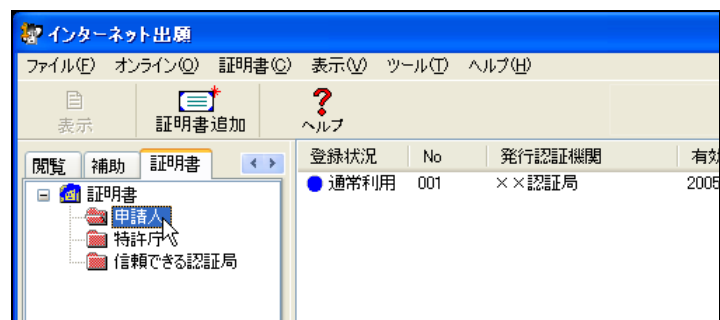 インターネット出願
ファイル(F) オンライン(O) 証明書(C) 表示(V) ツール(T) ヘルプ(H)
表示 証明書追加 ヘルプ
閲覧 補助 証明書
登録状況 No 発行認証機関 有効
通常利用 001 ××認証局 2005
証明書
申請人
特許庁
信頼できる認証局